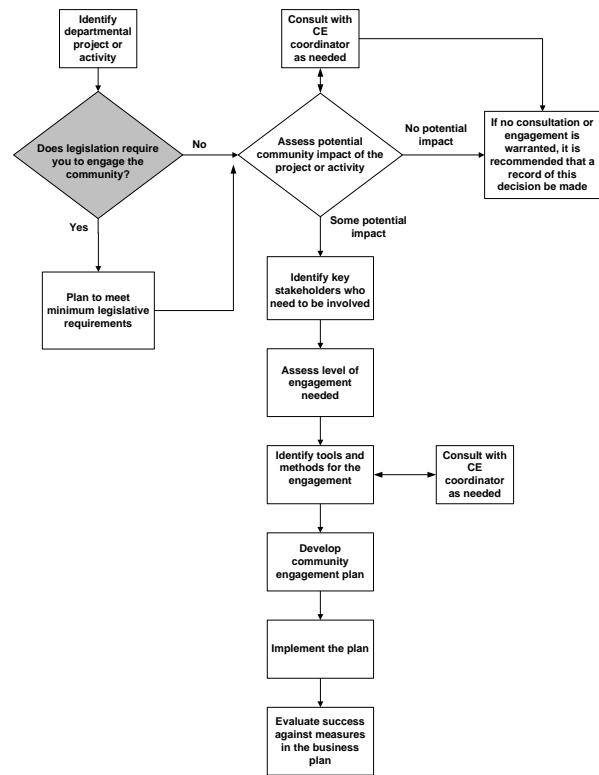 Identify
departmental
project or
activity
Consult with
CE
coordinator
as needed
Does legislation require
you to engage the
community?
No
Assess potential
community impact of the
project or activity
No potential
impact
If no consultation or
engagement is
warranted, it is
recommended that a
record of this
decision be made
Yes
Some potential
impact
Plan to meet
minimum legislative
requirements
Identify key
stakeholders who
need to be involved
Assess level of
engagement
needed
Identify tools and
methods for the
engagement
Consult with
CE
coordinator
as needed
Develop
community
engagement plan
Implement the plan
Evaluate success
against measures
in the business
plan